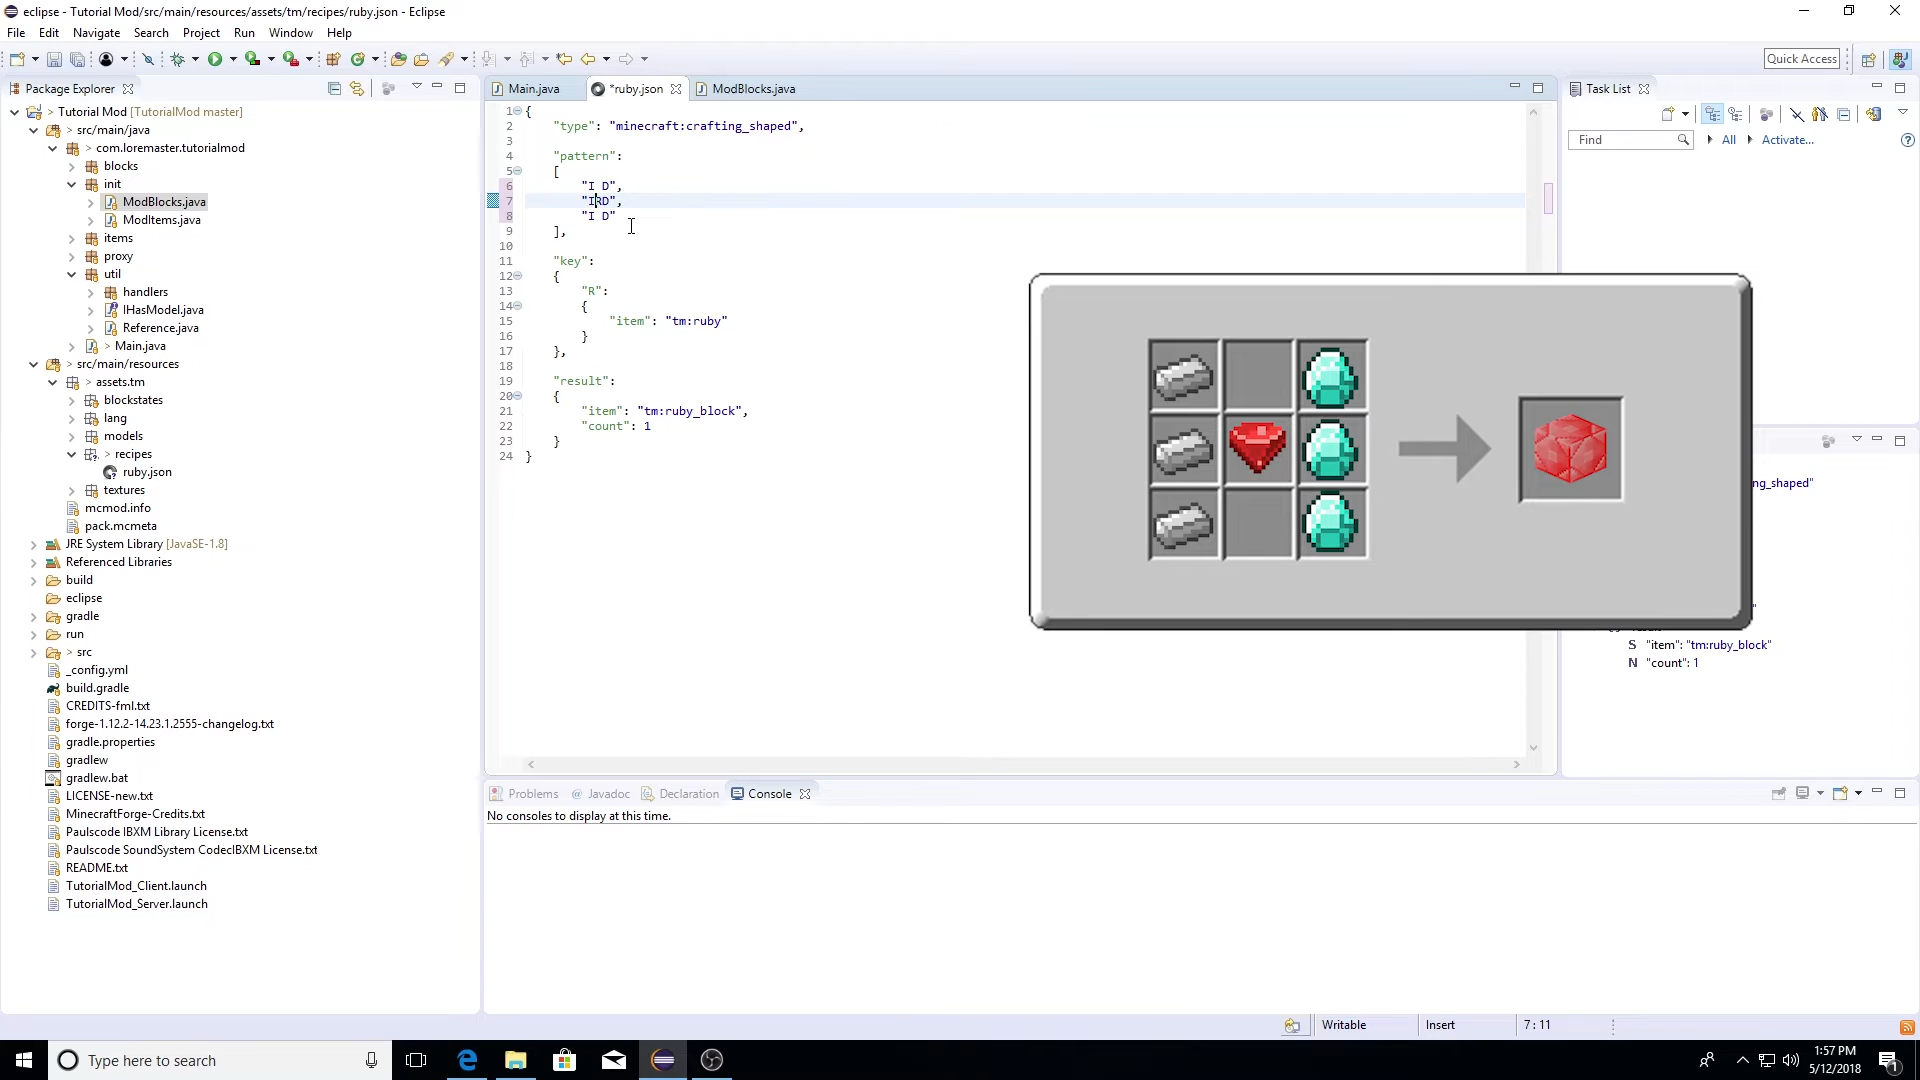 eclipse - Tutorial Mod/src/main/resources/assets/tm/recipes/ruby.json - Eclipse
File Edit Navigate Search Project Run Window Help
Quick Access
Package Explorer
Tutorial Mod [TutorialMod master]
> src/main/java
> com.loremaster.tutorialmod
blocks
init
ModBlocks.java
ModItems.java
items
proxy
util
handlers
IHasModel.java
Reference.java
> Main.java
> src/main/resources
> assets.tm
blockstates
lang
models
> recipes
ruby.json
textures
mcmod.info
pack.mcmeta
JRE System Library [JavaSE-1.8]
Referenced Libraries
build
eclipse
gradle
run
> src
_config.yml
build.gradle
CREDITS-fml.txt
forge-1.12.2-14.23.1.2555-changelog.txt
gradle.properties
gradlew
gradlew.bat
LICENSE-new.txt
MinecraftForge-Credits.txt
Paulscode IBXM Library License.txt
Paulscode SoundSystem CodecIBXM License.txt
README.txt
TutorialMod_Client.launch
TutorialMod_Server.launch
Main.java *ruby.json ModBlocks.java
1 {
2 "type": "minecraft:crafting_shaped",
3
4 "pattern":
5 [
6 "I D",
7 "IRD",
8 "I D"
9 ],
10
11 "key":
12 {
13 "R":
14 {
15 "item": "tm:ruby"
16 }
17 },
18
19 "result":
20 {
21 "item": "tm:ruby_block",
22 "count": 1
23 }
24 }
Task List
Find All Activate...
ng_shaped"
"
S "item": "tm:ruby_block"
N "count": 1
Problems @ Javadoc Declaration Console
No consoles to display at this time.
Writable Insert 7 : 11
Type here to search
1:57 PM
5/12/2018
1